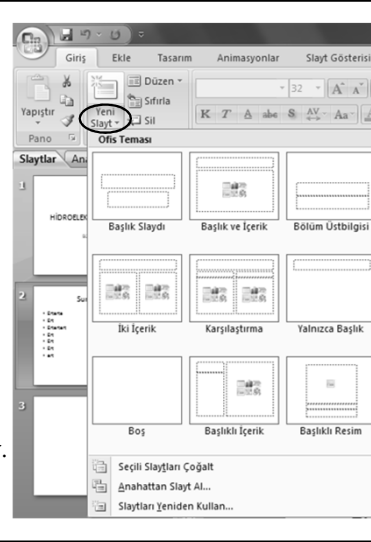 Giriş Ekle Tasarım Animasyonlar Slayt Gösterisi
Yapıştır
Yeni Slayt
Düzen
Sıfırla
Sil
32
K T A abe S AV Aa
Pano
Slaytlar
Ofis Teması
1
HİDROELEK
Başlık Slaydı Başlık ve İçerik Bölüm Üstbilgisi
2
İki İçerik Karşılaştırma Yalnızca Başlık
3
Boş Başlıklı İçerik Başlıklı Resim
Seçili Slaytları Çoğalt
Anahattan Slayt Al...
Slaytları Yeniden Kullan...